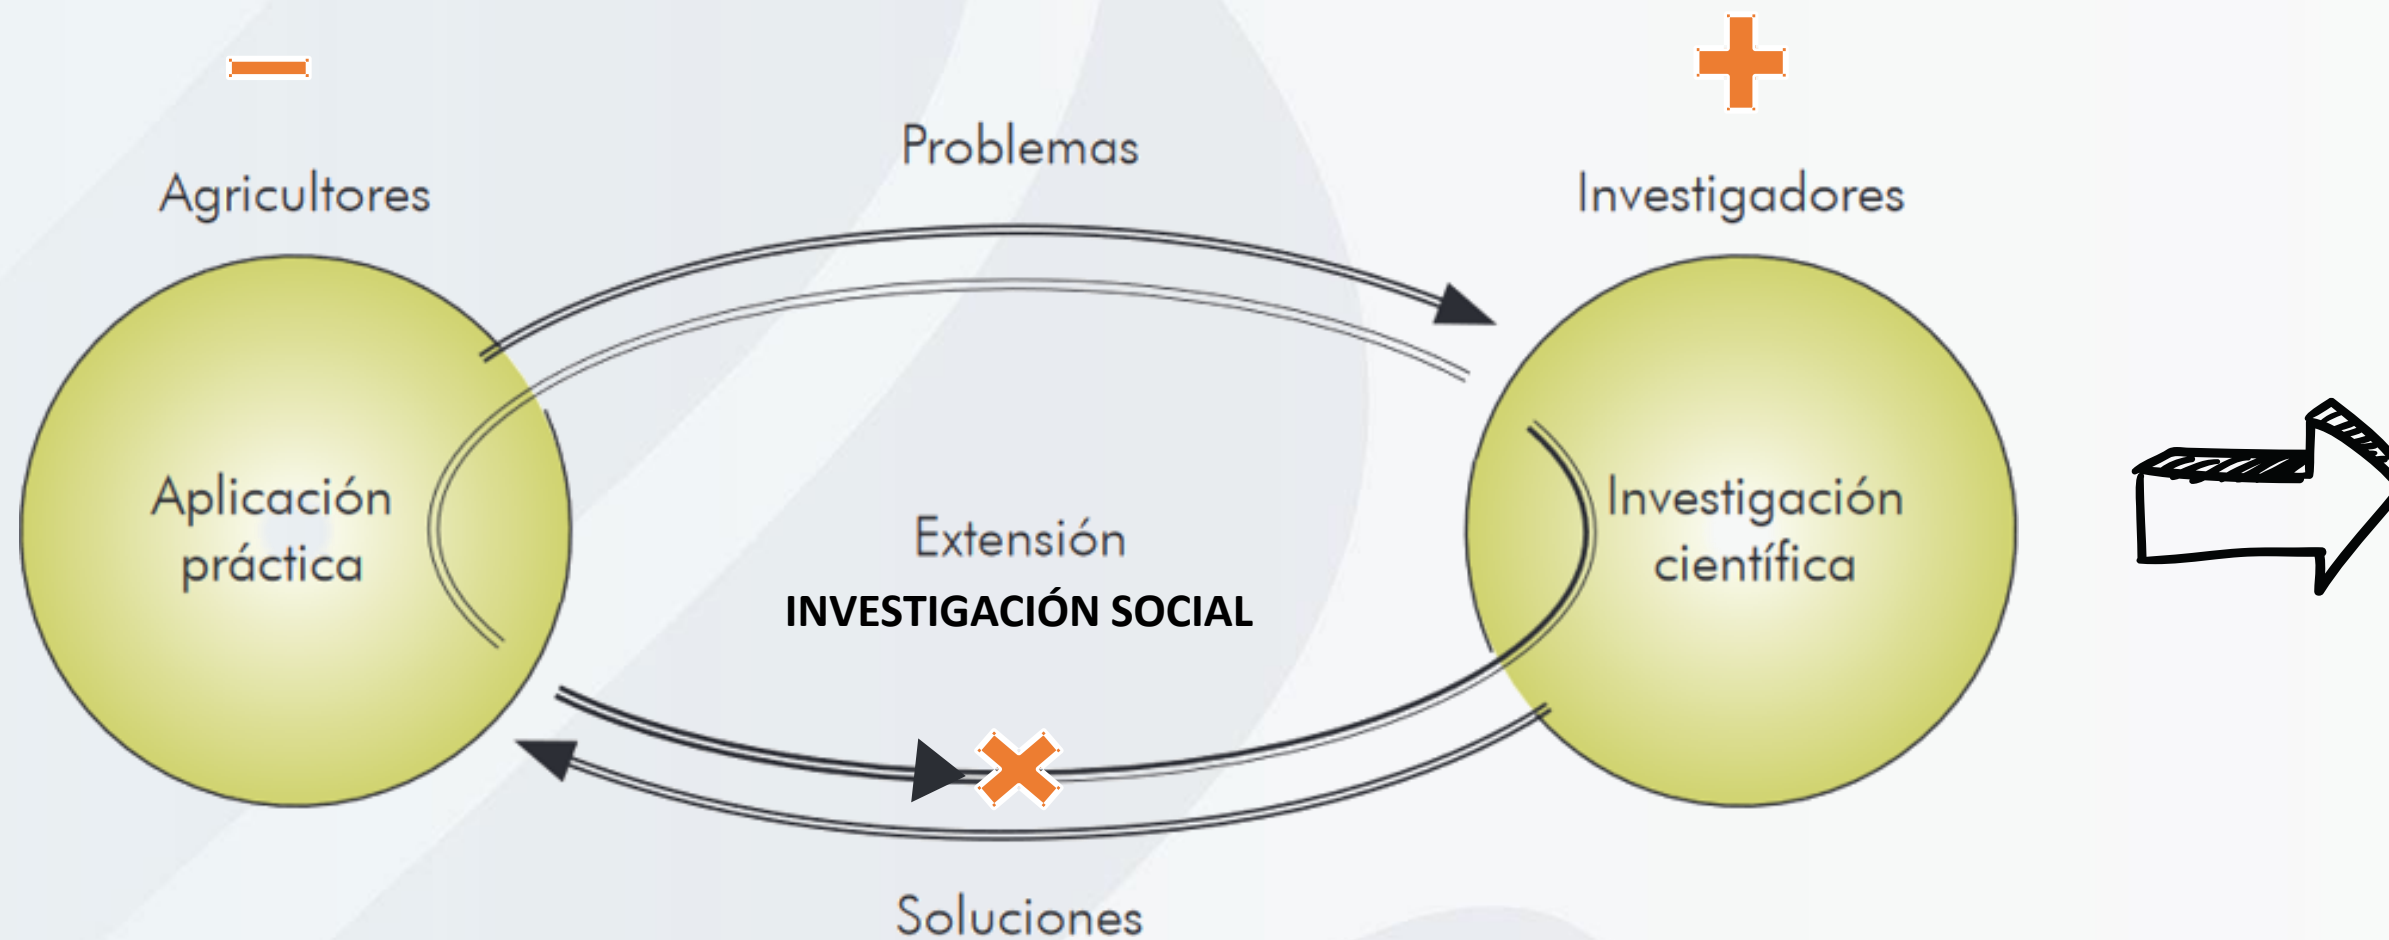 Problemas
Agricultores
Investigadores
Aplicación
práctica
Extensión
INVESTIGACIÓN SOCIAL
Investigación
científica
Soluciones